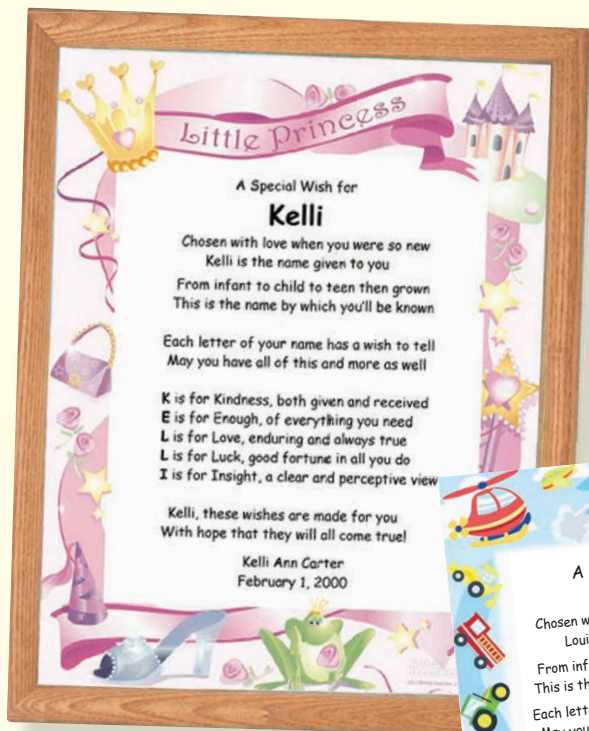 Little Princess
A Special Wish for
Kelli
Chosen with love when you were so new
Kelli is the name given to you
From infant to child to teen then grown
This is the name by which you'll be known
Each letter of your name has a wish to tell
May you have all of this and more as well
K is for Kindness, both given and received
E is for Enough, of everything you need
L is for Love, enduring and always true
L is for Luck, good fortune in all you do
I is for Insight, a clear and perceptive view
Kelli, these wishes are made for you
With hope that they will all come true!
Kelli Ann Carter
February 1, 2000
A
Chosen
From
This is
Each
May you